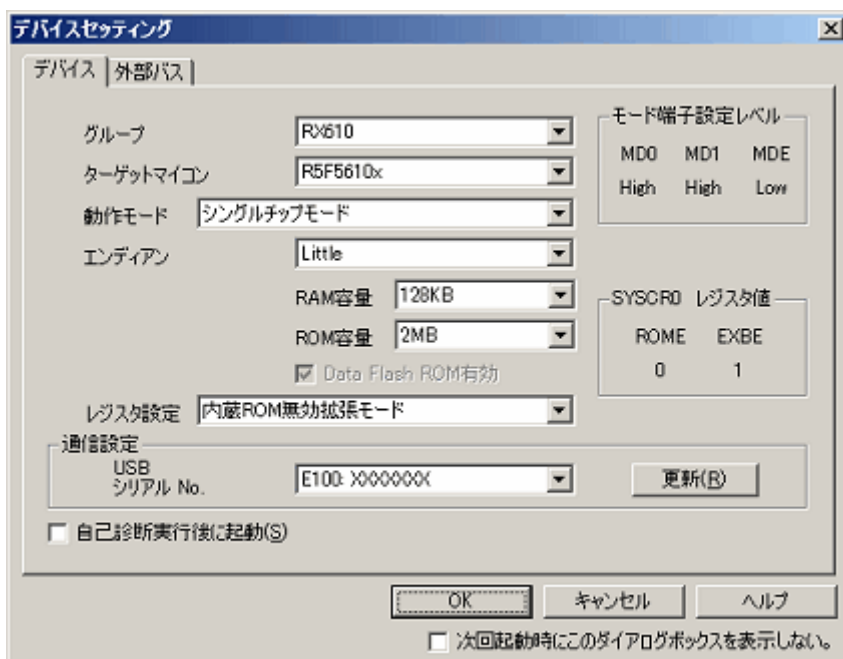 デバイスセッティング
デバイス 外部バス
グループ RX610
ターゲットマイコン R5F5610x
動作モード シングルチップモード
エンディアン Little
RAM容量 128KB
ROM容量 2MB
Data Flash ROM有効
レジスタ設定 内蔵ROM無効拡張モード
モード端子設定レベル
MD0 MD1 MDE
High High Low
SYSCR0 レジスタ値
ROME EXBE
0 1
通信設定
USB
シリアル No. E100: XXXXXXX 更新(R)
自己診断実行後に起動(S)
OK キャンセル ヘルプ
次回起動時にこのダイアログボックスを表示しない。